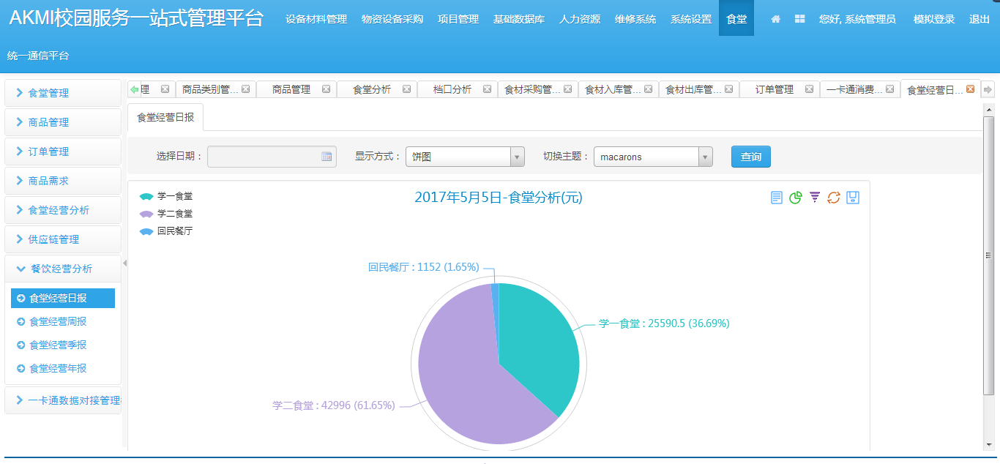 AKMI校园服务一站式管理平台
设备材料管理 物资设备采购 项目管理 基础数据库 人力资源 维修系统 系统设置 食堂 您好, 系统管理员 模拟登录 退出
统一通信平台
食堂管理
商品管理
订单管理
商品需求
食堂经营分析
供应链管理
餐饮经营分析
食堂经营日报
食堂经营周报
食堂经营季报
食堂经营年报
一卡通数据对接管理
理 商品类别管... 商品管理 食堂分析 档口分析 食材采购管... 食材入库管... 食材出库管... 订单管理 一卡通消费... 食堂经营日...
食堂经营日报
选择日期： 显示方式： 饼图 切换主题： macarons 查询
2017年5月5日-食堂分析(元)
学一食堂
学二食堂
回民餐厅
回民餐厅 : 1152 (1.65%)
学一食堂 : 25590.5 (36.69%)
学二食堂 : 42996 (61.65%)